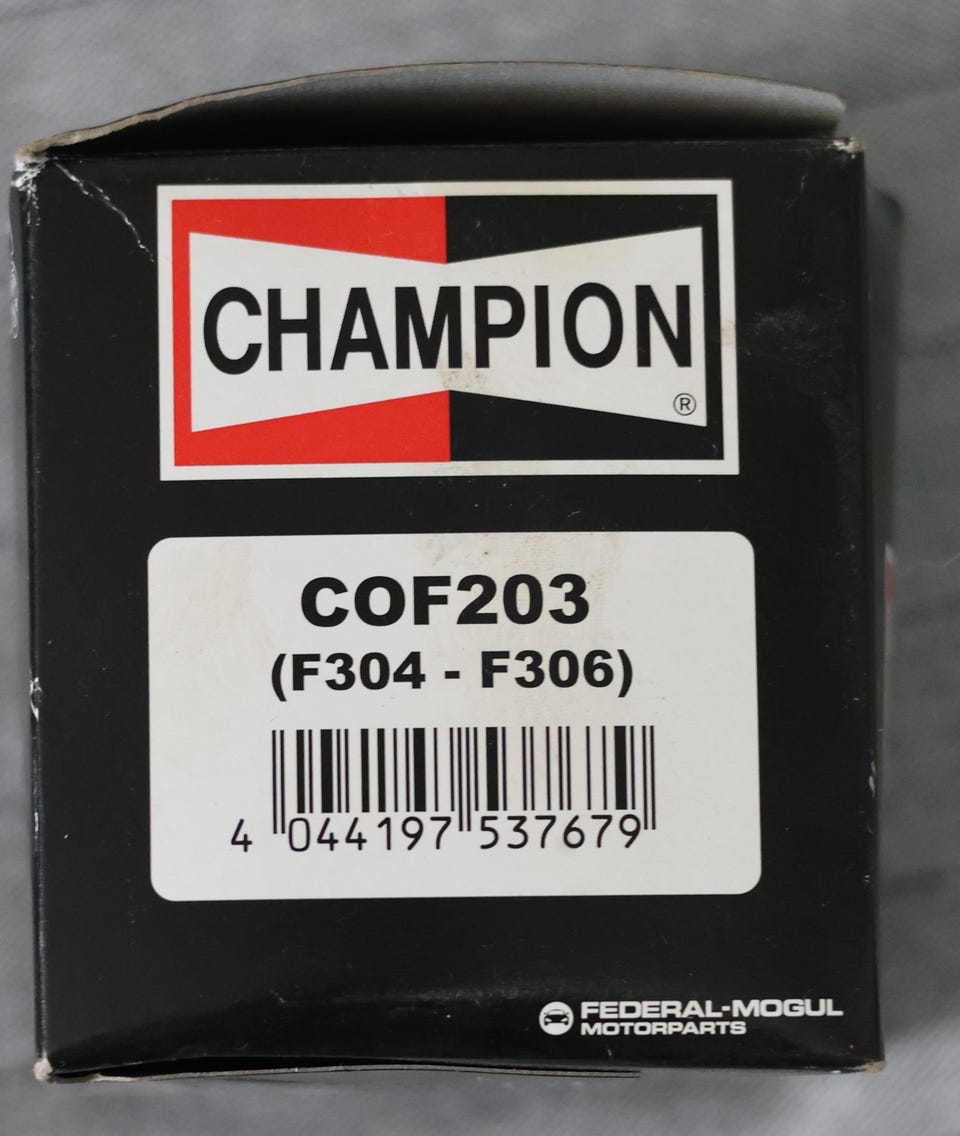 CHAMPION
®
COF203
(F304 - F306)
4 044197 537679
FEDERAL-MOGUL
MOTORPARTS